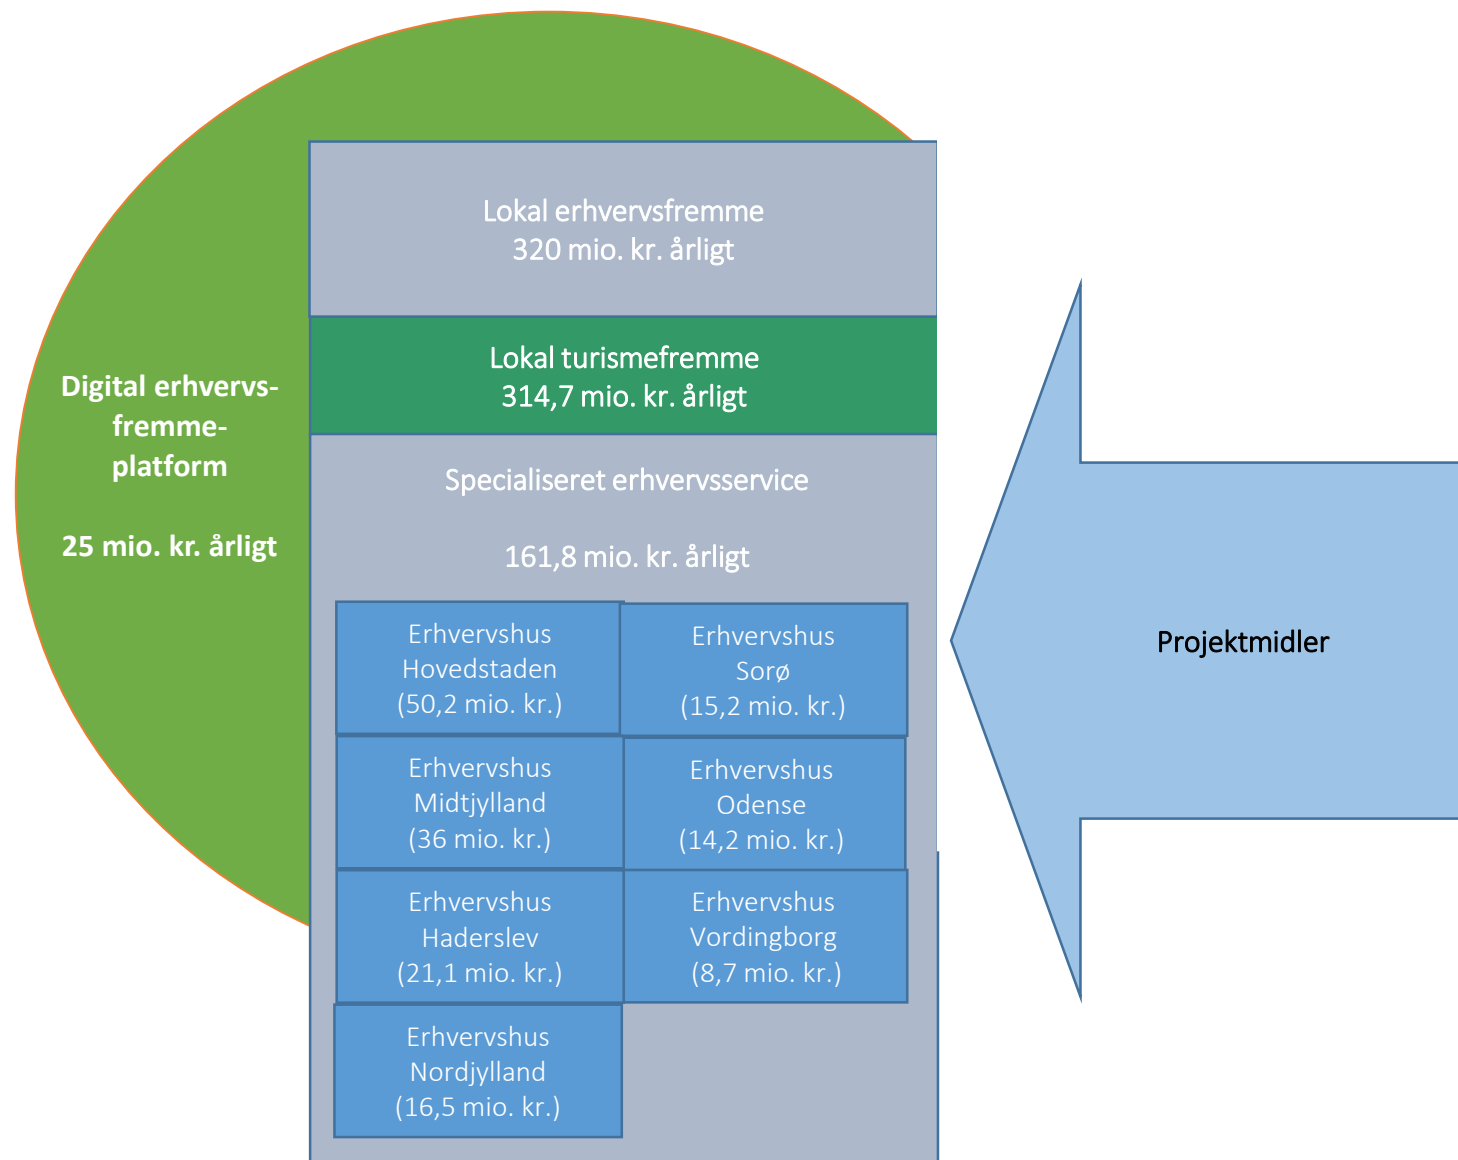 Digital erhvervs-
fremme-
platform
25 mio. kr. årligt
Lokal erhvervsfremme
320 mio. kr. årligt
Lokal turismefremme
314,7 mio. kr. årligt
Specialiseret erhvervsservice
161,8 mio. kr. årligt
Erhvervshus
Hovedstaden
(50,2 mio. kr.)
Erhvervshus
Sorø
(15,2 mio. kr.)
Erhvervshus
Midtjylland
(36 mio. kr.)
Erhvervshus
Odense
(14,2 mio. kr.)
Erhvervshus
Haderslev
(21,1 mio. kr.)
Erhvervshus
Vordingborg
(8,7 mio. kr.)
Erhvervshus
Nordjylland
(16,5 mio. kr.)
Projektmidler